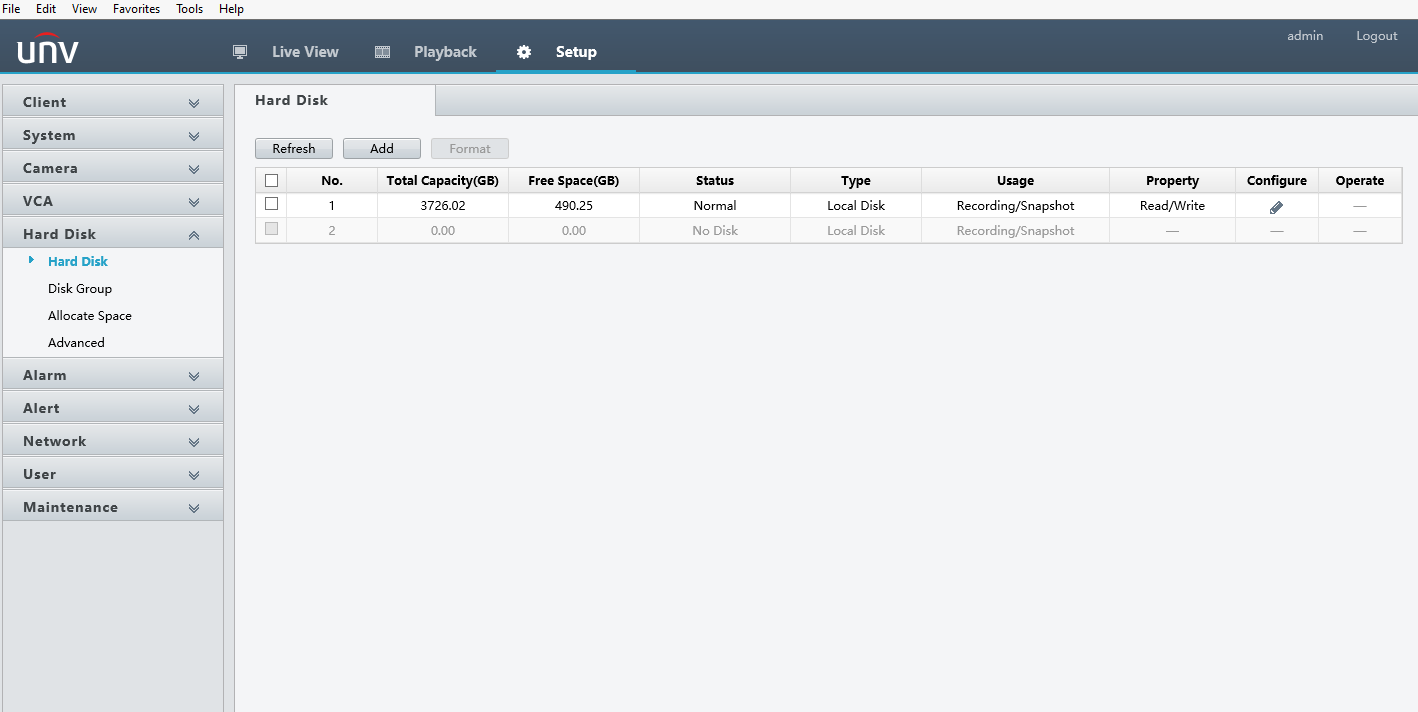 File Edit View Favorites Tools Help
unv Live View Playback Setup admin Logout
Client
System
Camera
VCA
Hard Disk
Hard Disk
Disk Group
Allocate Space
Advanced
Alarm
Alert
Network
User
Maintenance
Hard Disk
Refresh Add Format
No. Total Capacity(GB) Free Space(GB) Status Type Usage Property Configure Operate
1 3726.02 490.25 Normal Local Disk Recording/Snapshot Read/Write —
2 0.00 0.00 No Disk Local Disk Recording/Snapshot — — —